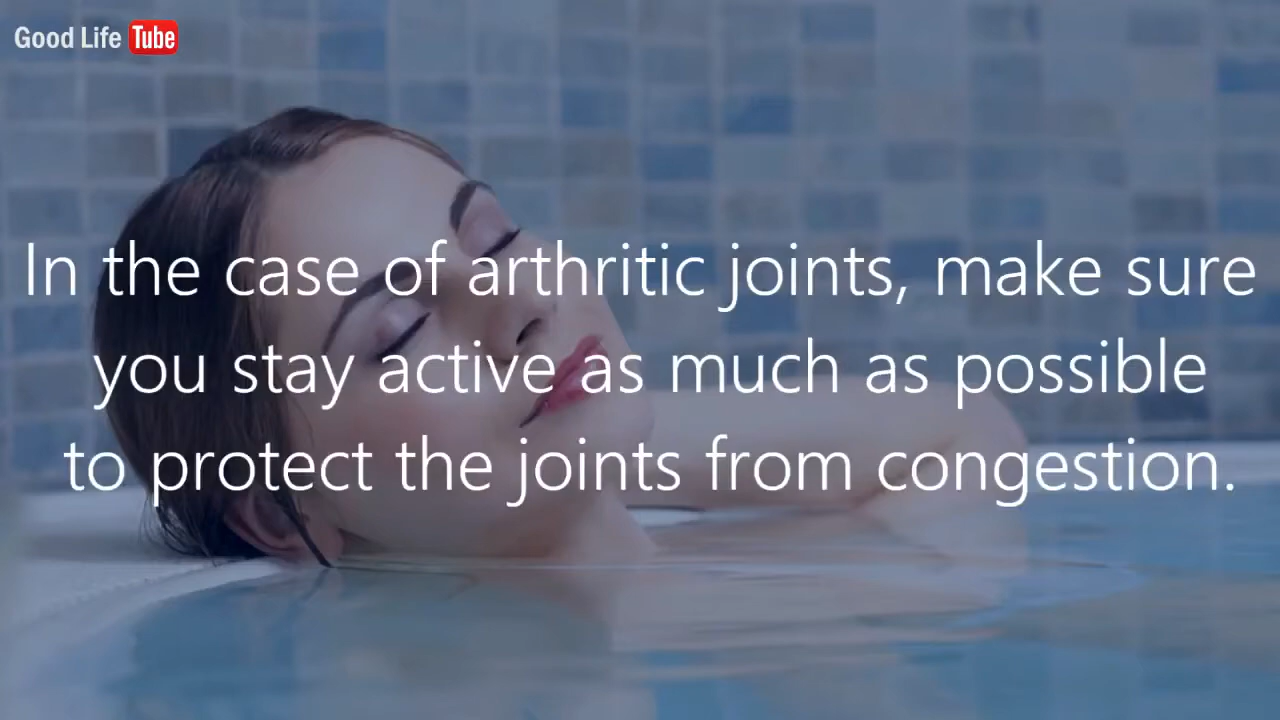 Good Life Tube
In the case of arthritic joints, make sure
you stay active as much as possible
to protect the joints from congestion.